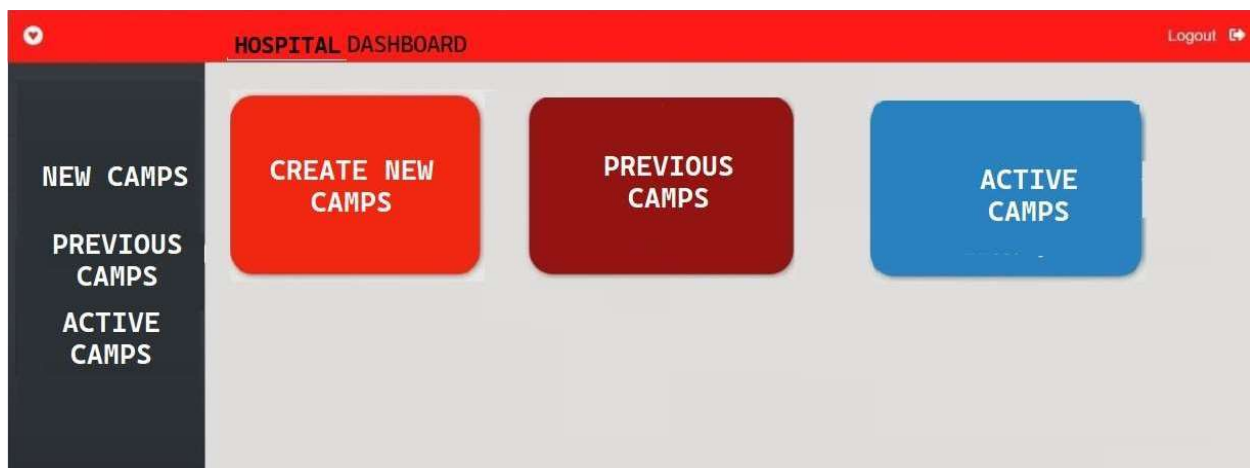 HOSPITAL DASHBOARD
Logout
NEW CAMPS
PREVIOUS
CAMPS
ACTIVE
CAMPS
CREATE NEW
CAMPS
PREVIOUS
CAMPS
ACTIVE
CAMPS